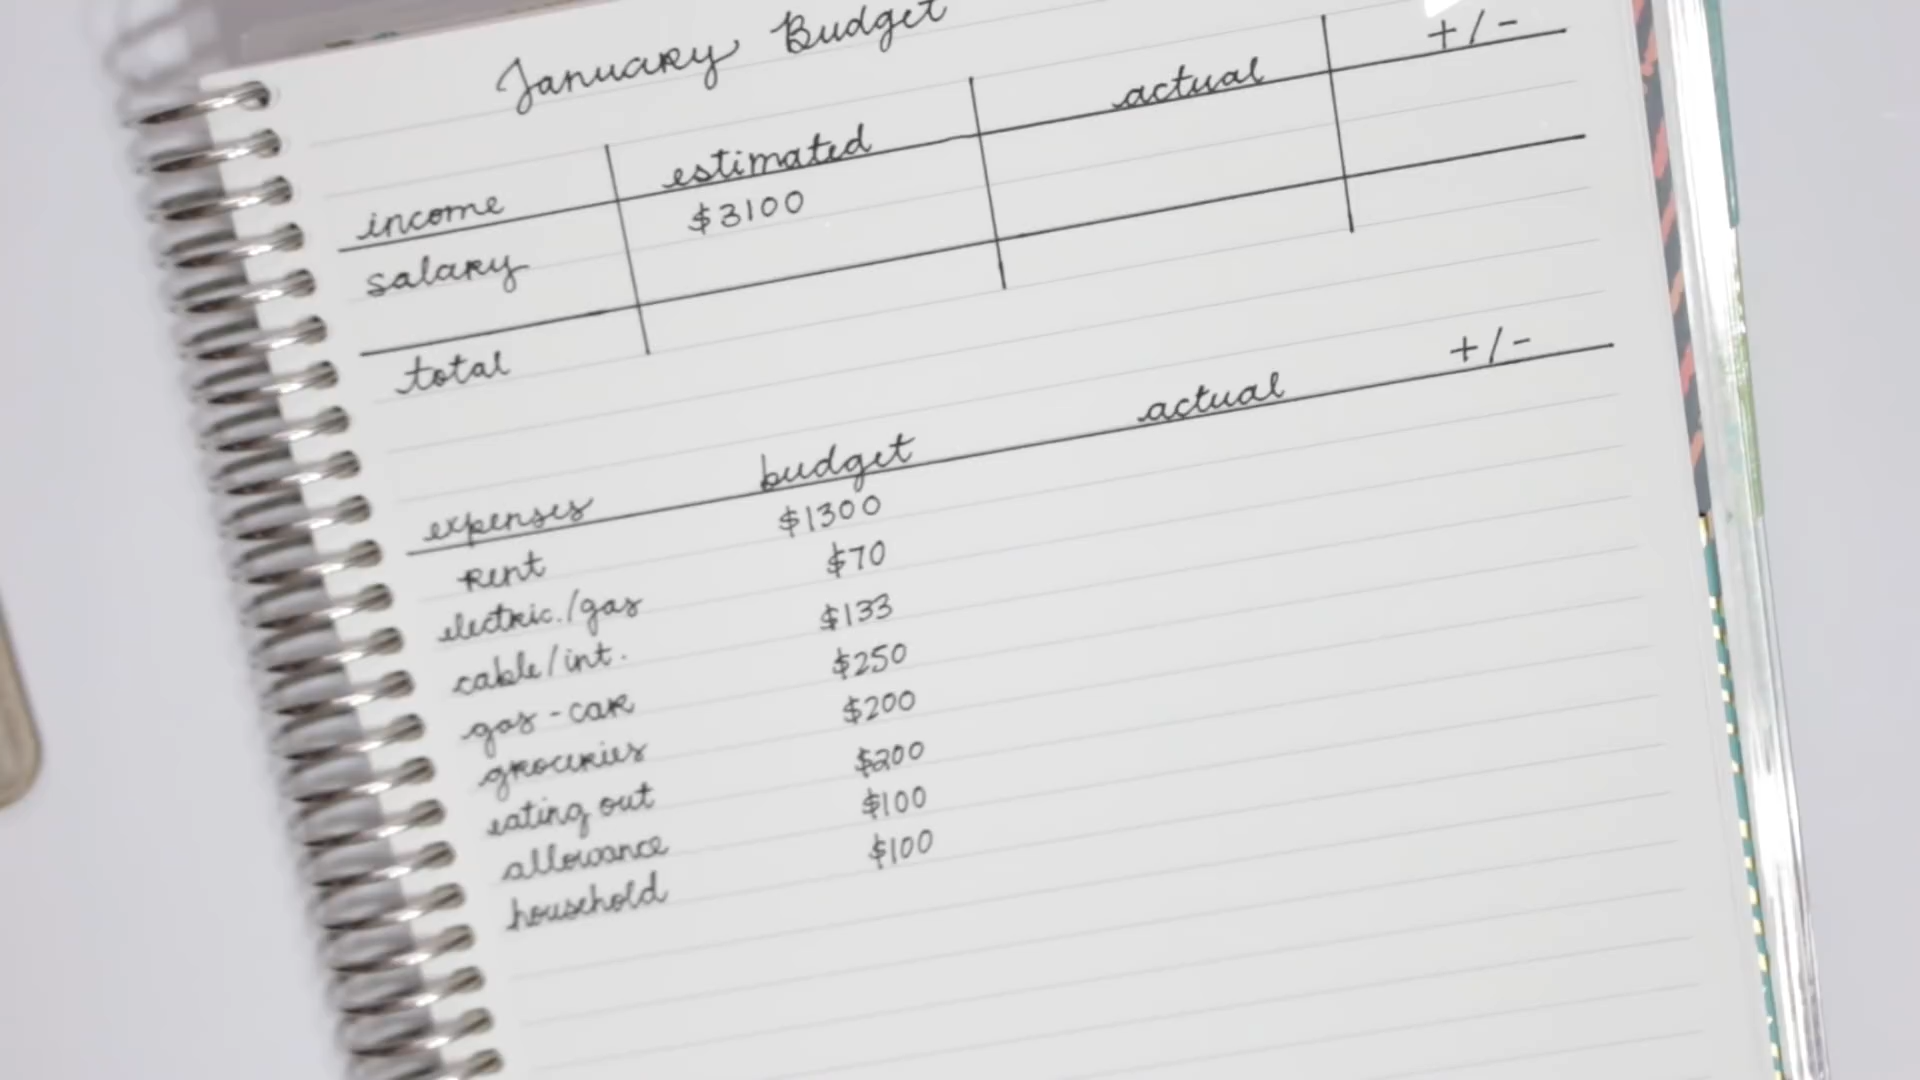 January Budget
income estimated actual +/-
salary $3100
total
expenses budget actual +/-
Rent $1300
electric./gas $70
cable/int. $133
gas - car $250
groceries $200
eating out $200
allowance $100
household $100